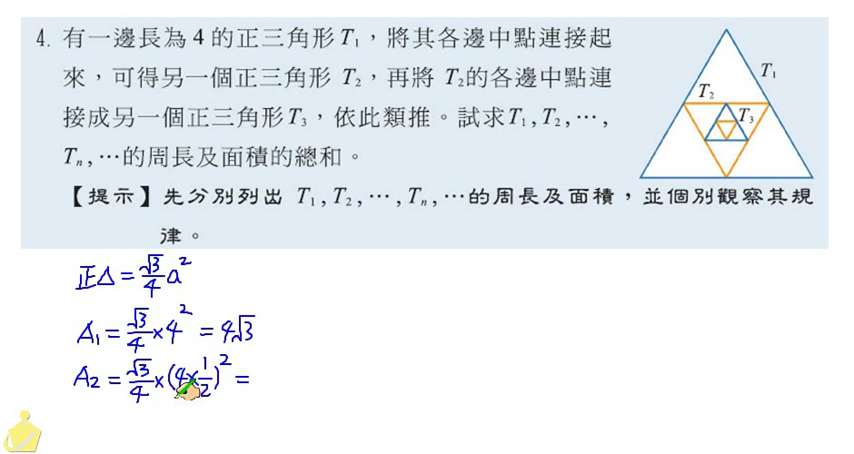 4. 有一邊長為 4 的正三角形 T₁，將其各邊中點連接起
來，可得另一個正三角形 T₂，再將 T₂的各邊中點連
接成另一個正三角形T₃，依此類推。試求T₁, T₂, ⋯,
Tₙ, ⋯的周長及面積的總和。
【提示】先分別列出 T₁, T₂, ⋯, Tₙ, ⋯的周長及面積，並個別觀察其規
律。
T₁
T₂
T₃
正△ = √3/4 a²
A₁ = √3/4 × 4² = 4√3
A₂ = √3/4 × (4×1/2)² =